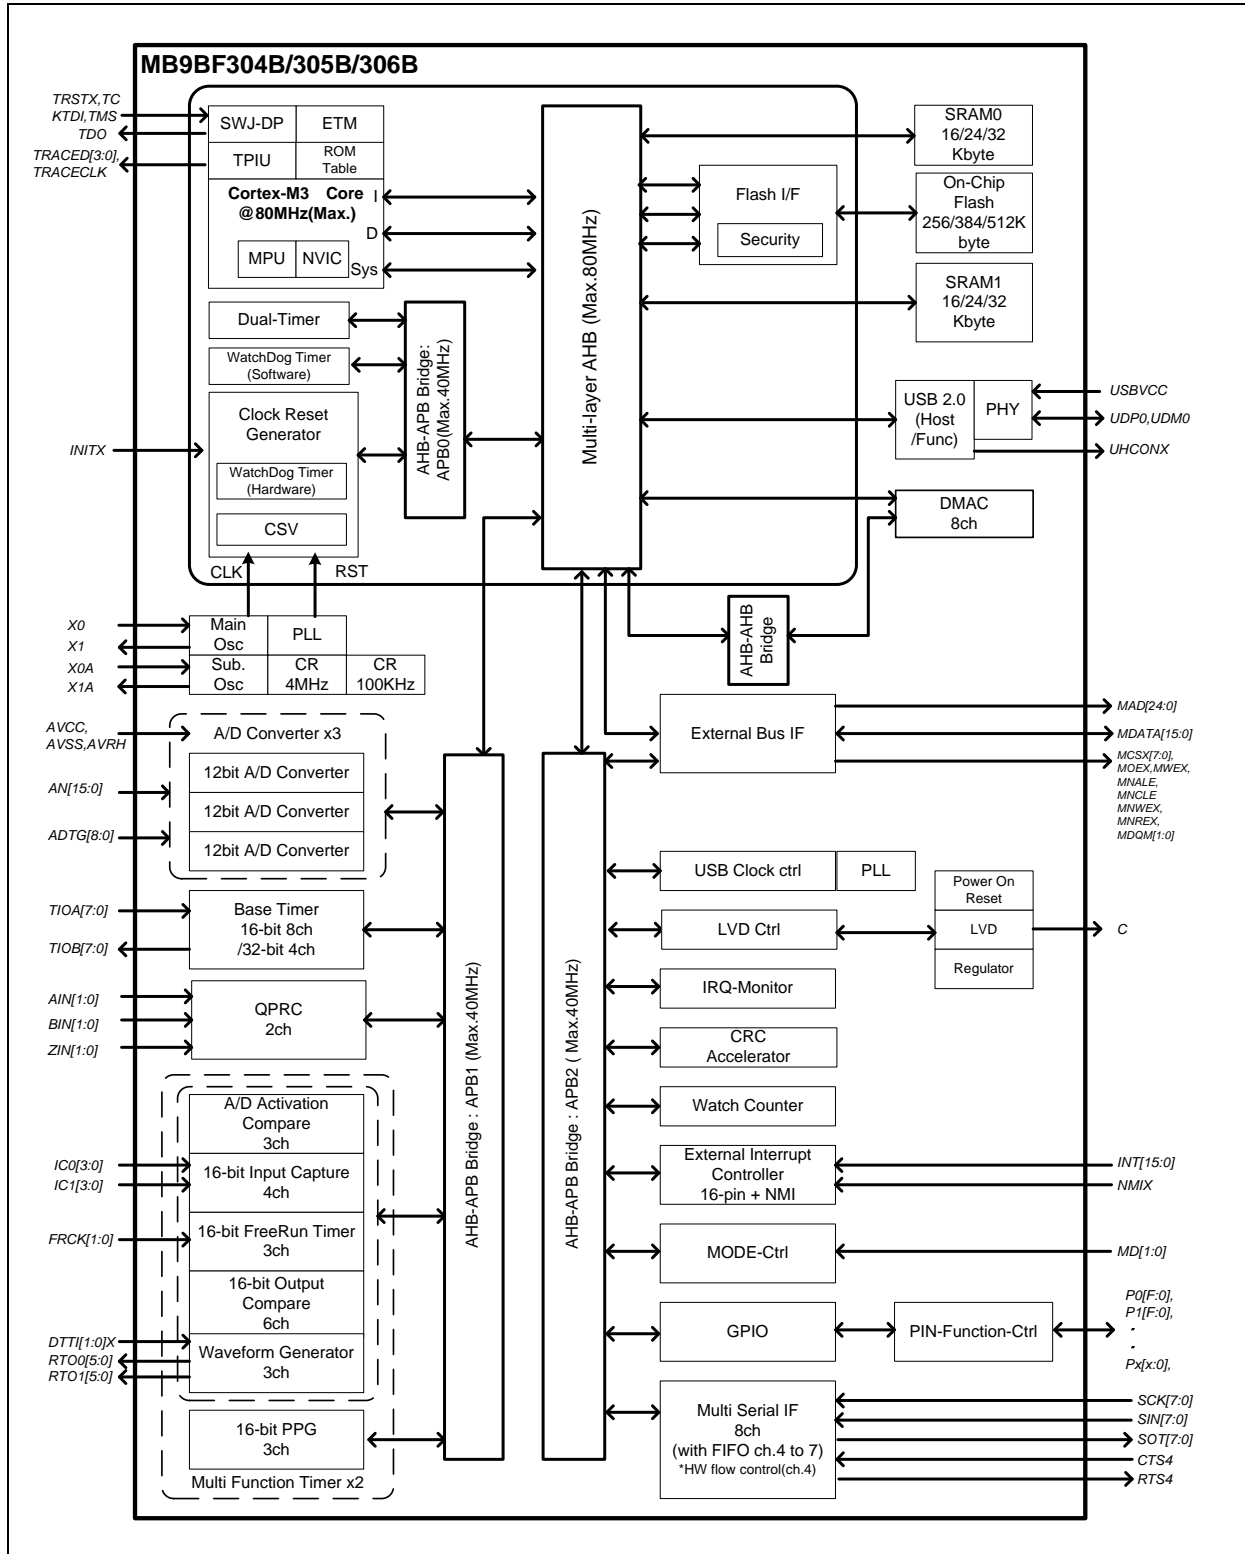 MB9BF304B/305B/306B
TRSTX,TC
KTDI,TMS
TDO
TRACED[3:0],
TRACECLK
SWJ-DP
ETM
TPIU
ROM
Table
Cortex-M3 Core
@80MHz(Max.)
I
D
Sys
MPU
NVIC
Dual-Timer
WatchDog Timer
(Software)
Clock Reset
Generator
WatchDog Timer
(Hardware)
CSV
INITX
CLK
RST
AHB-APB Bridge:
APB0(Max.40MHz)
Multi-layer AHB (Max.80MHz)
Flash I/F
Security
SRAM0
16/24/32
Kbyte
On-Chip
Flash
256/384/512K
byte
SRAM1
16/24/32
Kbyte
USB 2.0
(Host
/Func)
PHY
USBVCC
UDP0,UDM0
UHCONX
DMAC
8ch
AHB-AHB
Bridge
X0
X1
X0A
X1A
Main
Osc
PLL
Sub.
Osc
CR
4MHz
CR
100KHz
AVCC,
AVSS,AVRH
AN[15:0]
ADTG[8:0]
A/D Converter x3
12bit A/D Converter
12bit A/D Converter
12bit A/D Converter
TIOA[7:0]
TIOB[7:0]
Base Timer
16-bit 8ch
/32-bit 4ch
AIN[1:0]
BIN[1:0]
ZIN[1:0]
QPRC
2ch
A/D Activation
Compare
3ch
IC0[3:0]
IC1[3:0]
16-bit Input Capture
4ch
FRCK[1:0]
16-bit FreeRun Timer
3ch
16-bit Output
Compare
6ch
DTTI[1:0]X
RTO0[5:0]
RTO1[5:0]
Waveform Generator
3ch
16-bit PPG
3ch
Multi Function Timer x2
AHB-APB Bridge : APB1 (Max.40MHz)
AHB-APB Bridge : APB2 ( Max.40MHz)
External Bus IF
MAD[24:0]
MDATA[15:0]
MCSX[7:0],
MOEX,MWEX,
MNALE,
MNCLE
MNWEX,
MNREX,
MDQM[1:0]
USB Clock ctrl
PLL
LVD Ctrl
Power On
Reset
LVD
Regulator
C
IRQ-Monitor
CRC
Accelerator
Watch Counter
External Interrupt
Controller
16-pin + NMI
INT[15:0]
NMIX
MODE-Ctrl
MD[1:0]
GPIO
PIN-Function-Ctrl
P0[F:0],
P1[F:0],
.
.
Px[x:0],
Multi Serial IF
8ch
(with FIFO ch.4 to 7)
*HW flow control(ch.4)
SCK[7:0]
SIN[7:0]
SOT[7:0]
CTS4
RTS4